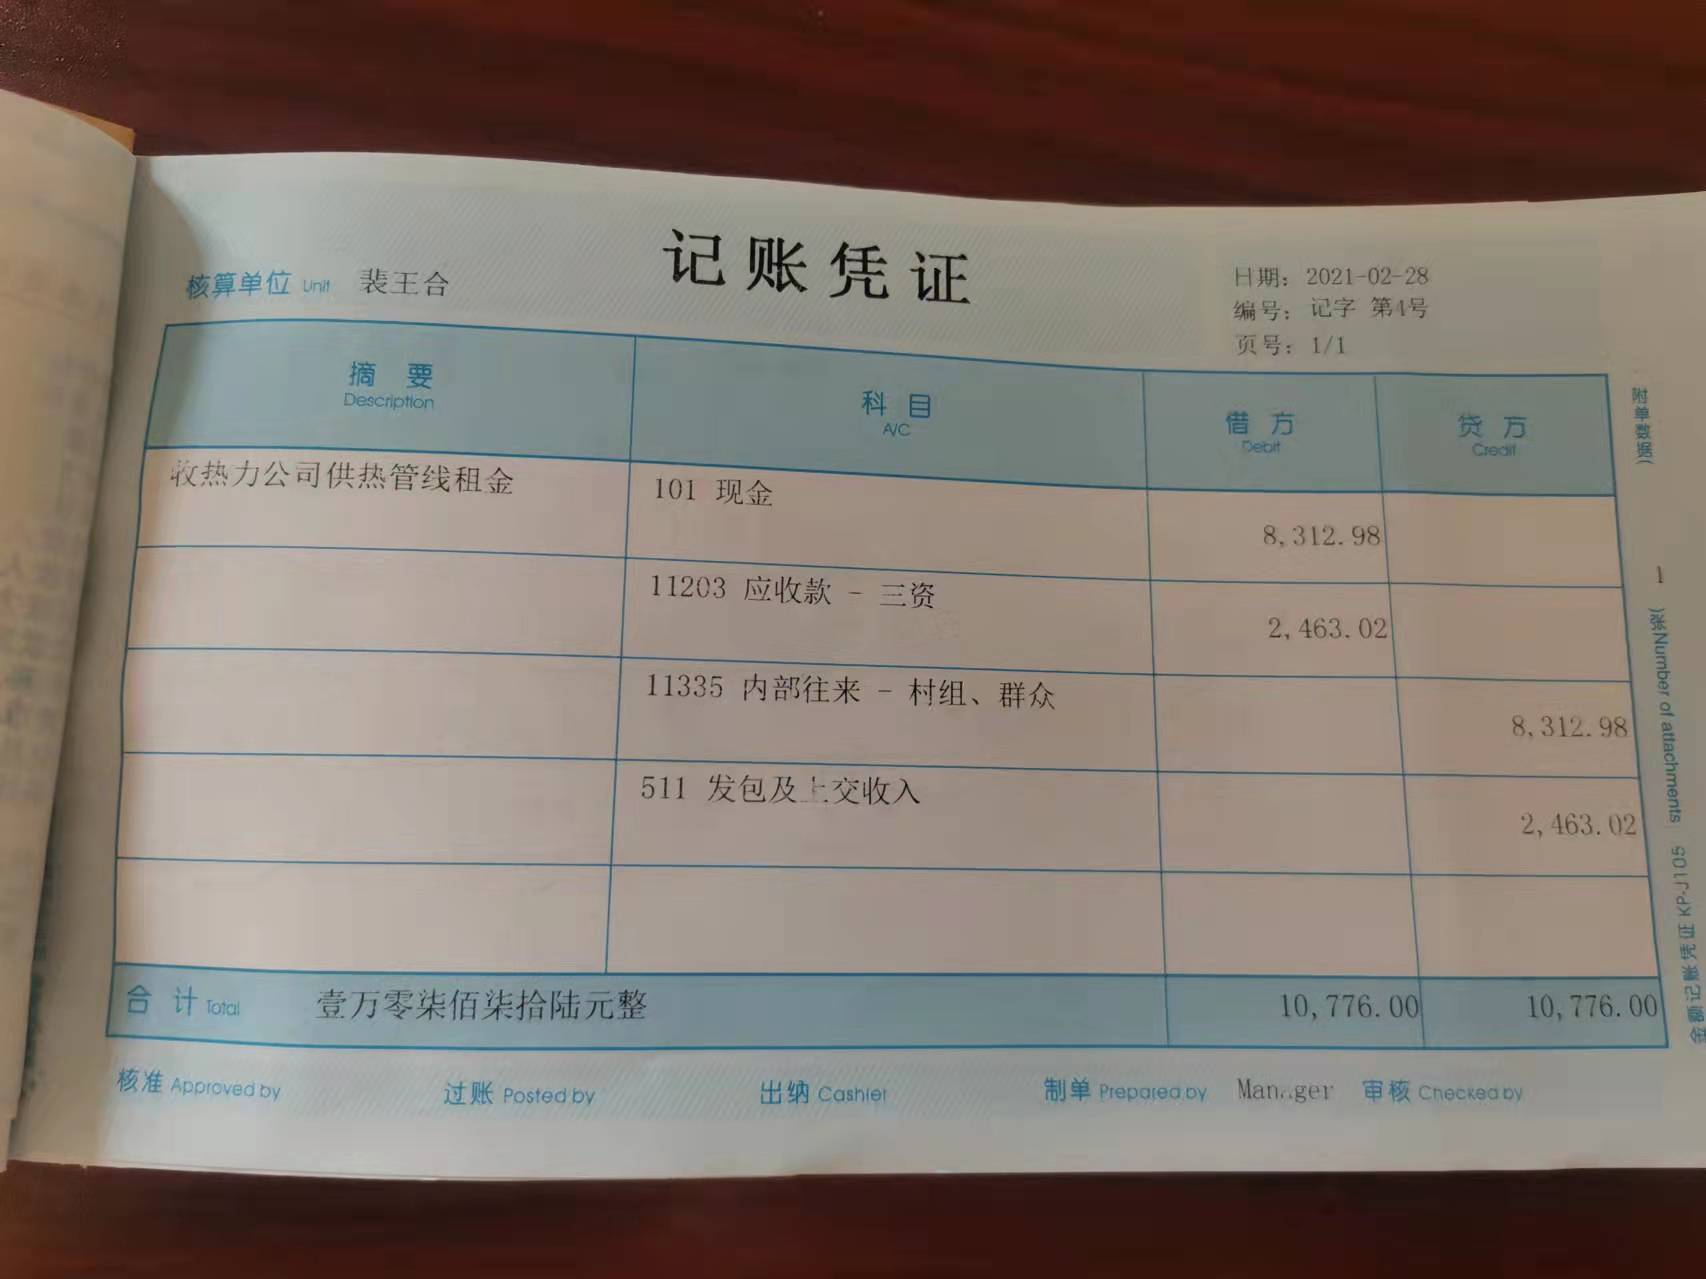 记账凭证
核算单位 Unit 裴王合
日期: 2021-02-28
编号: 记字 第4号
页号: 1/1
摘要 科目 借方 贷方
Description A/C Debit Credit
收热力公司供热管线租金 101 现金 8,312.98
11203 应收款 - 三资 2,463.02
11335 内部往来 - 村组、群众 8,312.98
511 发包及上交收入 2,463.02
合计 Total 壹万零柒佰柒拾陆元整 10,776.00 10,776.00
核准 Approved by 过账 Posted by 出纳 Cashier 制单 Prepared by Manager 审核 Checked by
附单数据( 1 张)Number of attachments
金额记账凭证 KP-J105